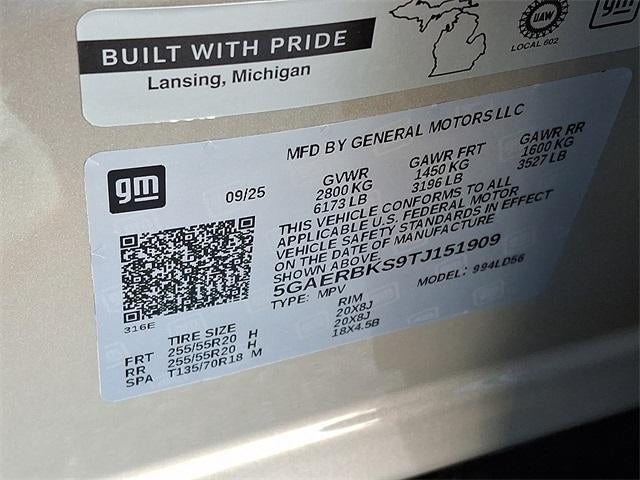 BUILT WITH PRIDE
Lansing, Michigan
UAW
LOCAL 602
gm
MFD BY GENERAL MOTORS LLC
gm
09/25
GVWR GAWR FRT GAWR RR
2800 KG 1450 KG 1600 KG
6173 LB 3196 LB 3527 LB
THIS VEHICLE CONFORMS TO ALL
APPLICABLE U.S. FEDERAL MOTOR
VEHICLE SAFETY STANDARDS IN EFFECT
ON THE DATE OF MANUFACTURE
SHOWN ABOVE.
5GAERBKS9TJ151909
TYPE: MPV MODEL: 994LD56
316E
TIRE SIZE RIM
FRT 255/55R20 H 20X8J
RR 255/55R20 H 20X8J
SPA T135/70R18 M 18X4.5B